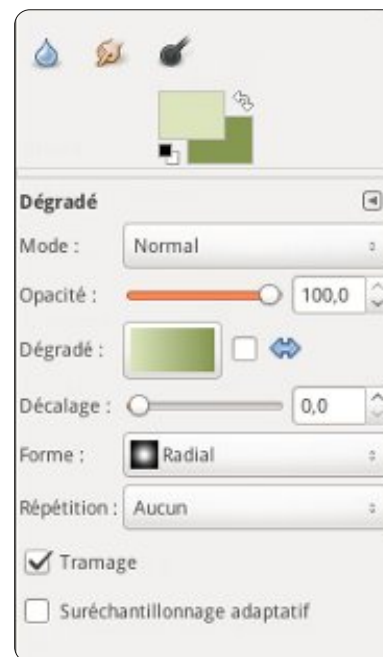 Dégradé
Mode : Normal
Opacité : 100,0
Dégradé :
Décalage : 0,0
Forme : Radial
Répétition : Aucun
Tramage
Suréchantillonnage adaptatif